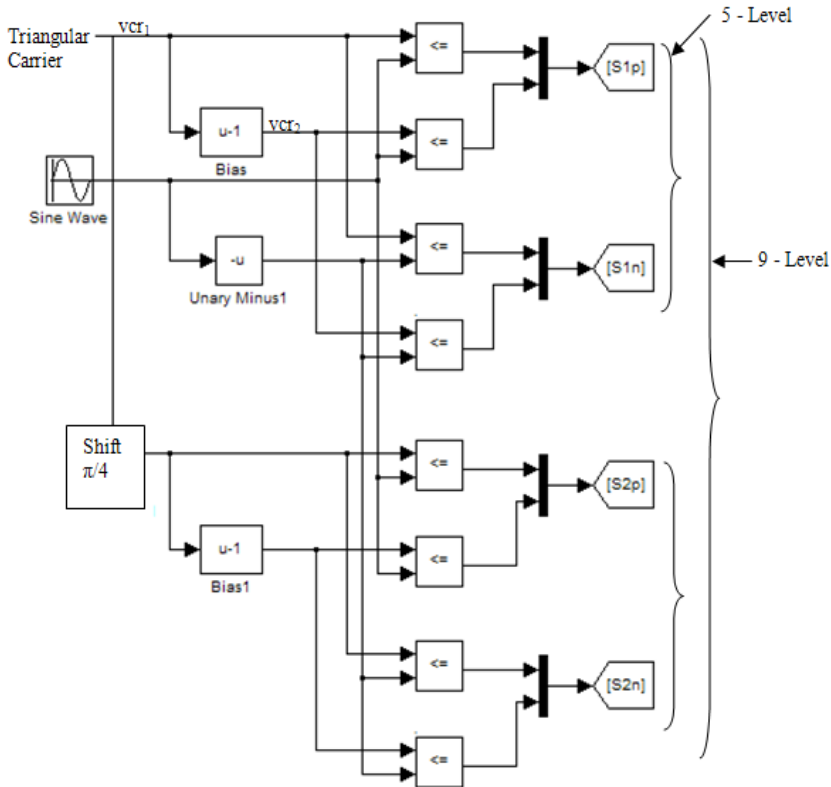 5 - Level
Triangular
Carrier
vcr₁
<=
[S1p]
u-1
vcr₂
Bias
<=
Sine Wave
<=
-u
Unary Minus1
[S1n]
9 - Level
<=
Shift
π/4
<=
[S2p]
u-1
Bias1
<=
<=
[S2n]
<=